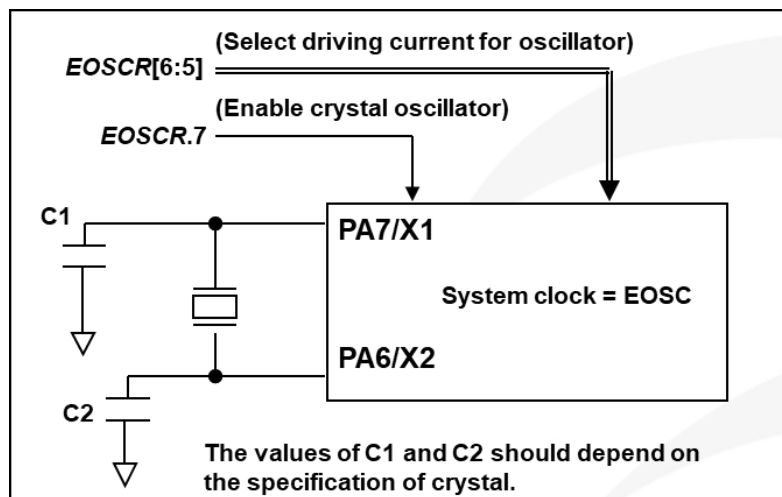 (Select driving current for oscillator)
EOSCR[6:5]
(Enable crystal oscillator)
EOSCR.7
C1
PA7/X1
System clock = EOSC
PA6/X2
C2
The values of C1 and C2 should depend on
the specification of crystal.